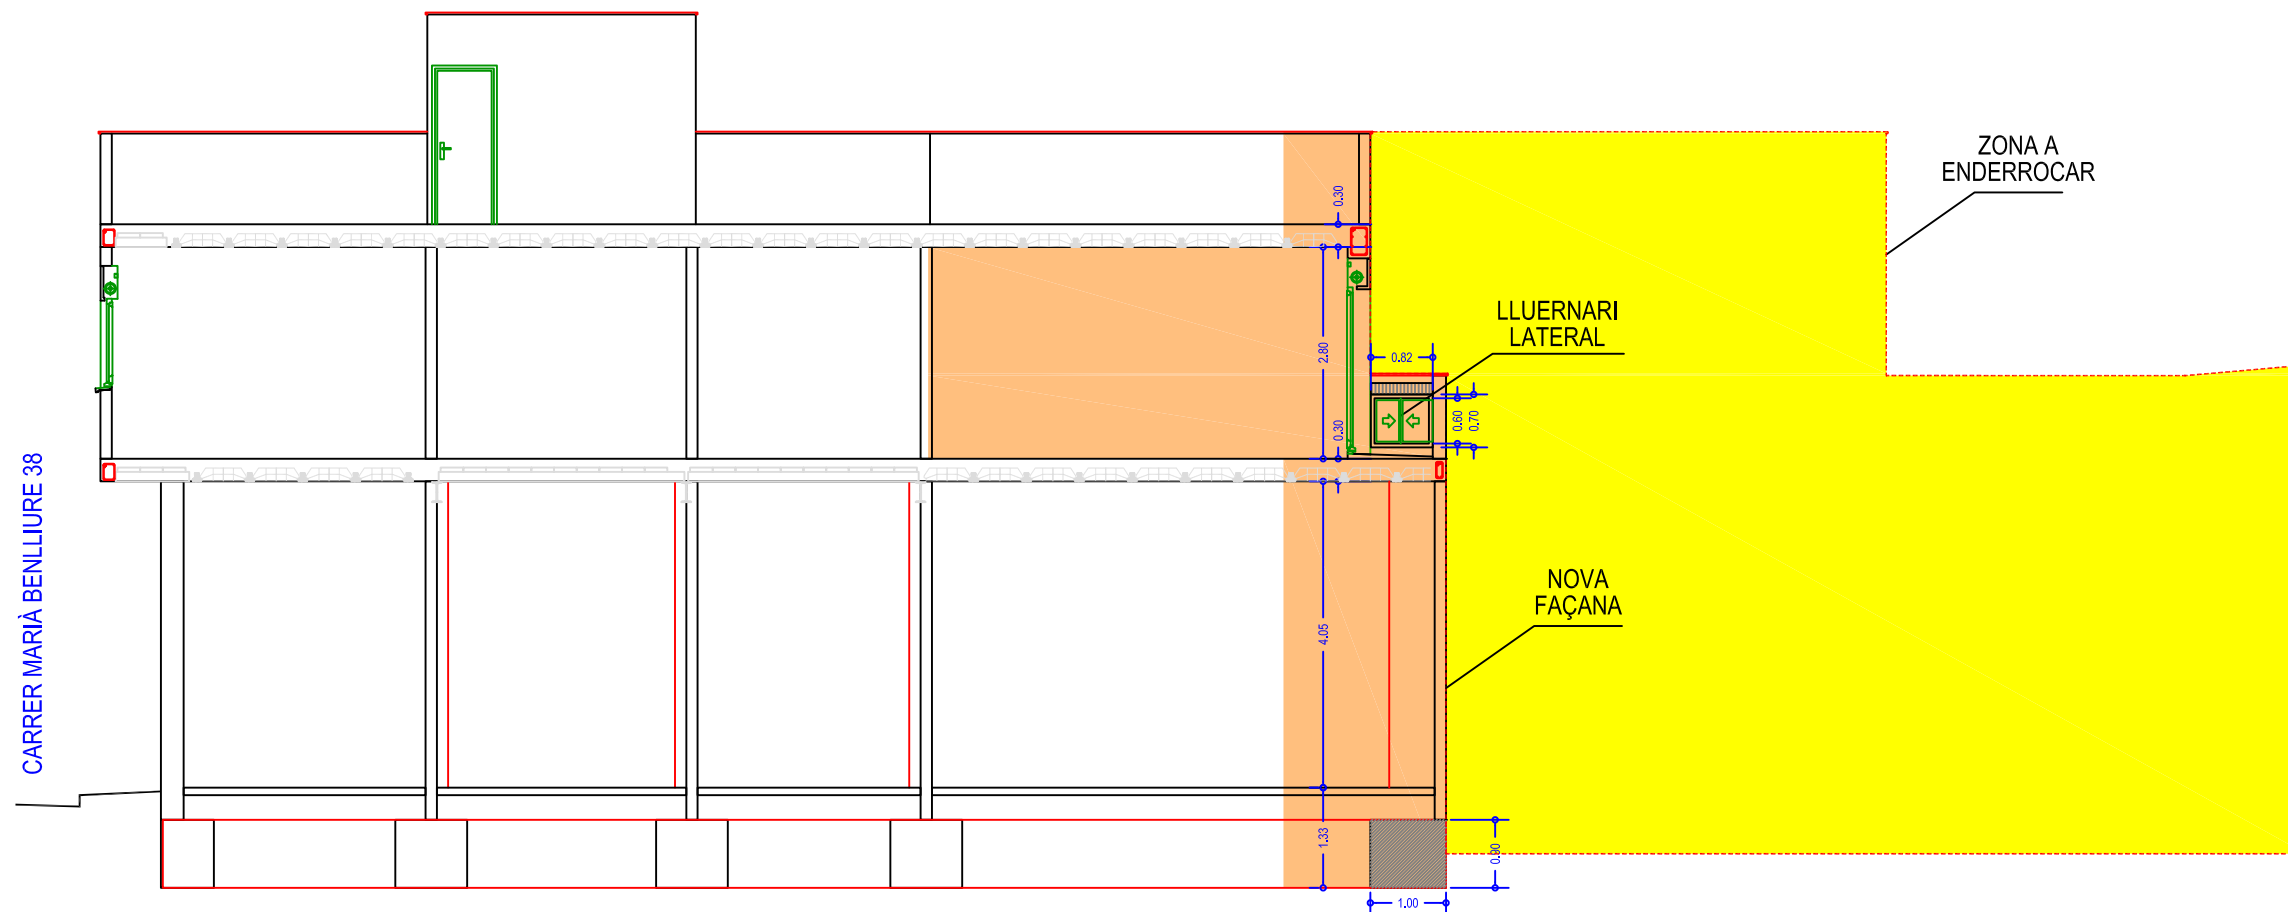 ZONA A
ENDERROCAR
0.30
LLUERNARI
LATERAL
2.80
0.82
0.30
0.60
0.70
CARRER MARIÀ BENLLIURE 38
NOVA
FAÇANA
4.05
1.33
0.90
1.00